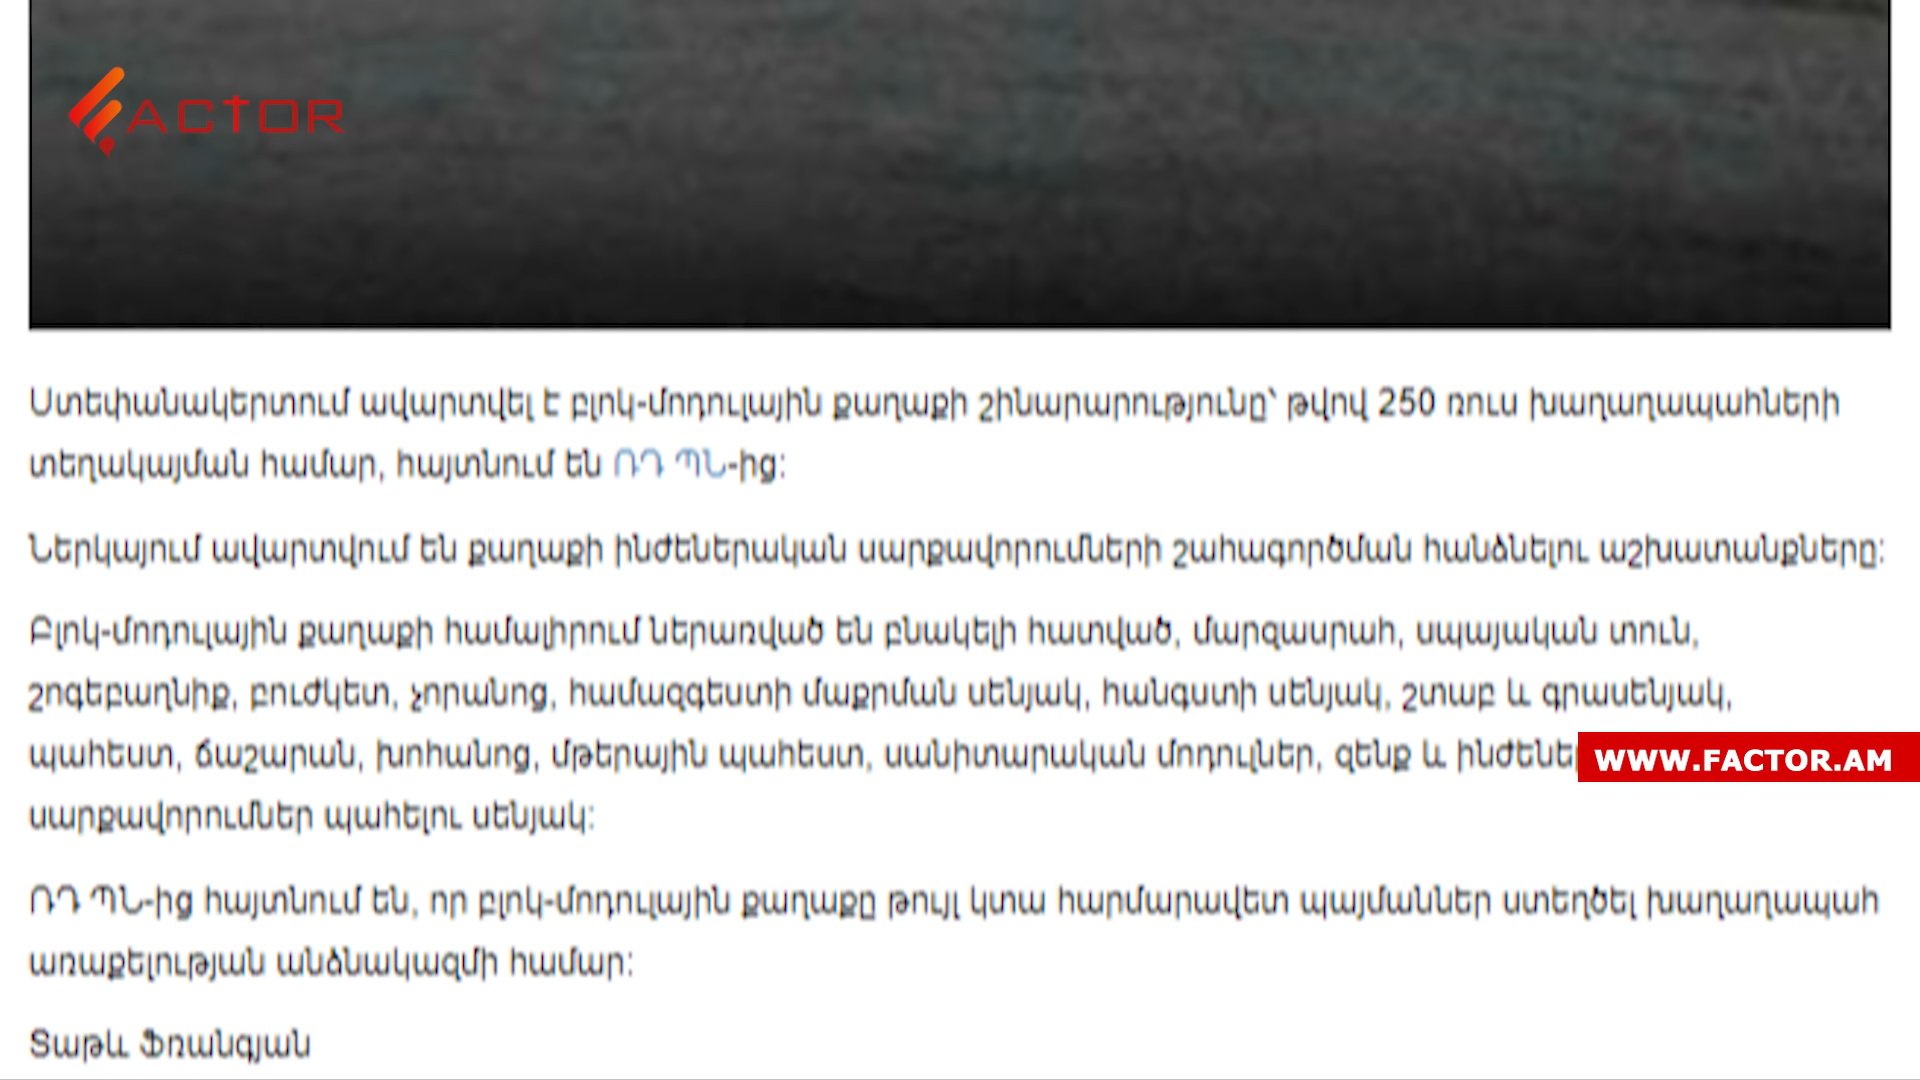 FACTOR
Ստեփանակերտում ավարտվել է բլոկ-մոդուլային քաղաքի շինարարությունը՝ թվով 250 ռուս խաղաղապահների
տեղակայման համար, հայտնում են ՌԴ ՊՆ-ից:
Ներկայում ավարտվում են քաղաքի ինժեներական սարքավորումների շահագործման հանձնելու աշխատանքները:
Բլոկ-մոդուլային քաղաքի համալիրում ներառված են բնակելի հատված, մարզասրահ, սպայական տուն,
շոգեբաղնիք, բուժկետ, չորանոց, համազգեստի մաքրման սենյակ, հանգստի սենյակ, շտաբ և գրասենյակ,
պահեստ, ճաշարան, խոհանոց, մթերային պահեստ, սանիտարական մոդուլներ, զենք և
WWW.FACTOR.AM
սարքավորումներ պահելու սենյակ:
ՌԴ ՊՆ-ից հայտնում են, որ բլոկ-մոդուլային քաղաքը թույլ կտա հարմարավետ պայմաններ ստեղծել խաղաղապահ
առաքելության անձնակազմի համար:
Տաթև Ֆռանգյան